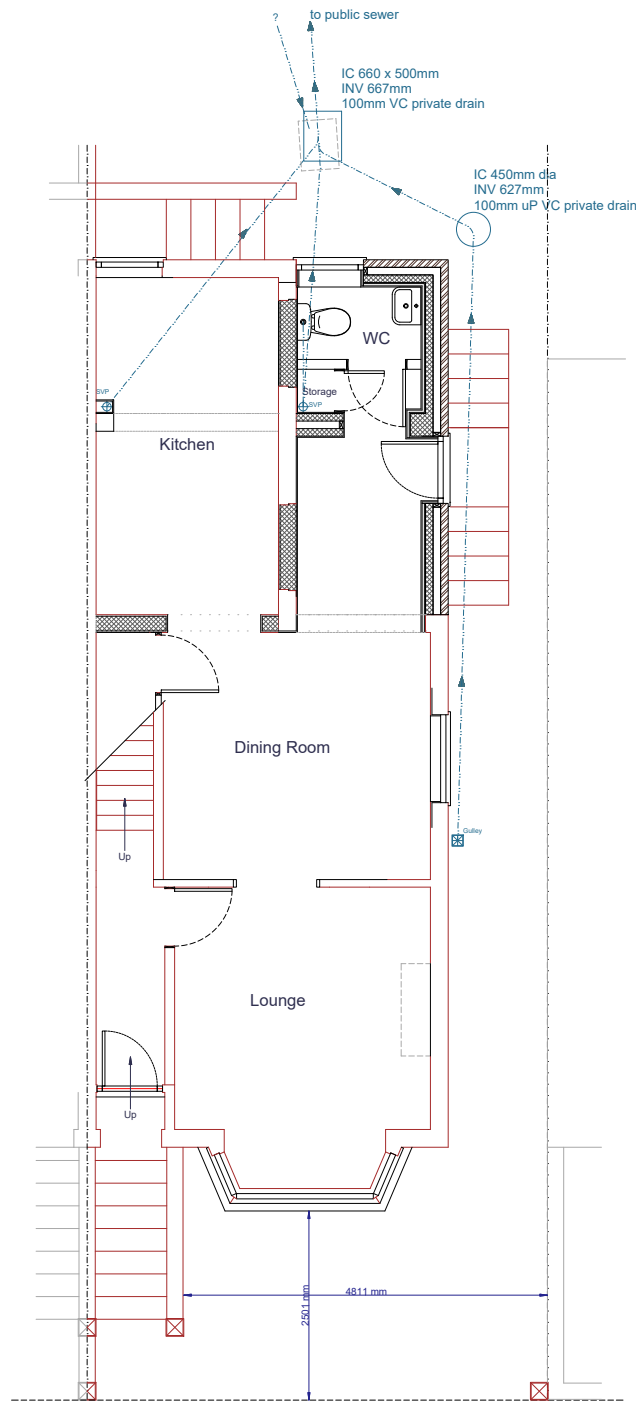 ?
to public sewer
IC 660 x 500mm
INV 667mm
100mm VC private drain
IC 450mm dia
INV 627mm
100mm uP VC private drain
WC
SVP
Storage
SVP
Kitchen
Dining Room
Gulley
Up
Lounge
Up
4811 mm
2501 mm